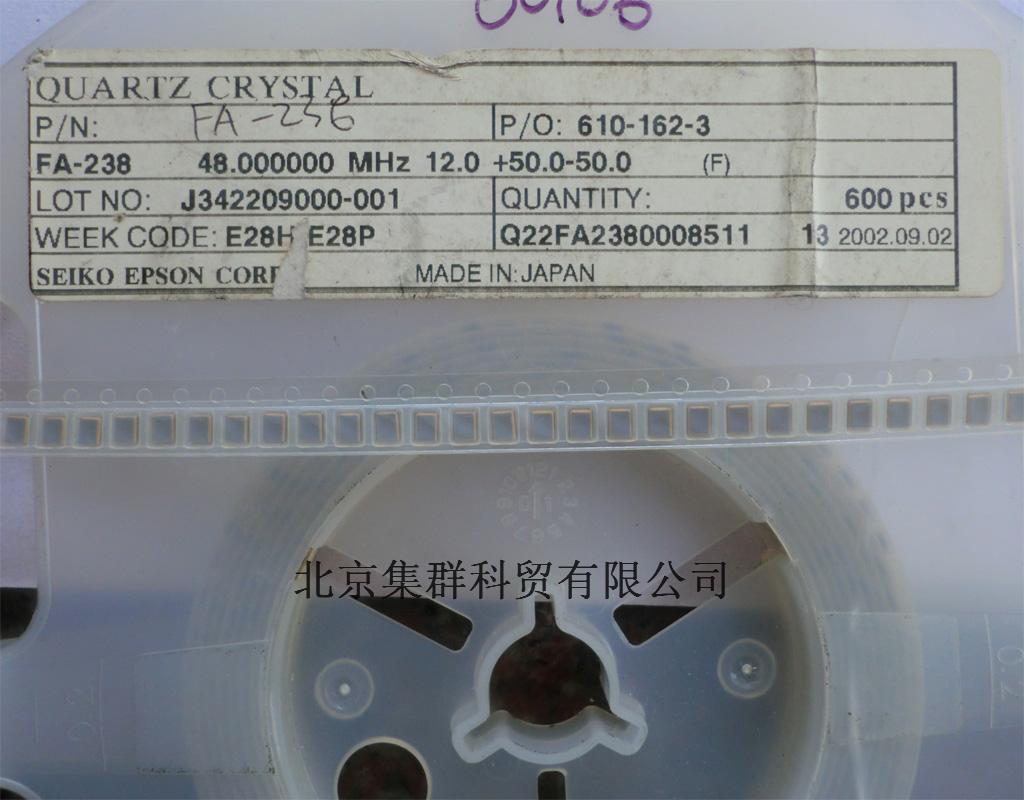 QUARTZ CRYSTAL
P/N: FA-238 P/O: 610-162-3
FA-238 48.000000 MHz 12.0 +50.0-50.0 (F)
LOT NO: J342209000-001 QUANTITY: 600 pcs
WEEK CODE: E28H E28P Q22FA2380008511 13 2002.09.02
SEIKO EPSON CORP MADE IN: JAPAN
北京集群科贸有限公司